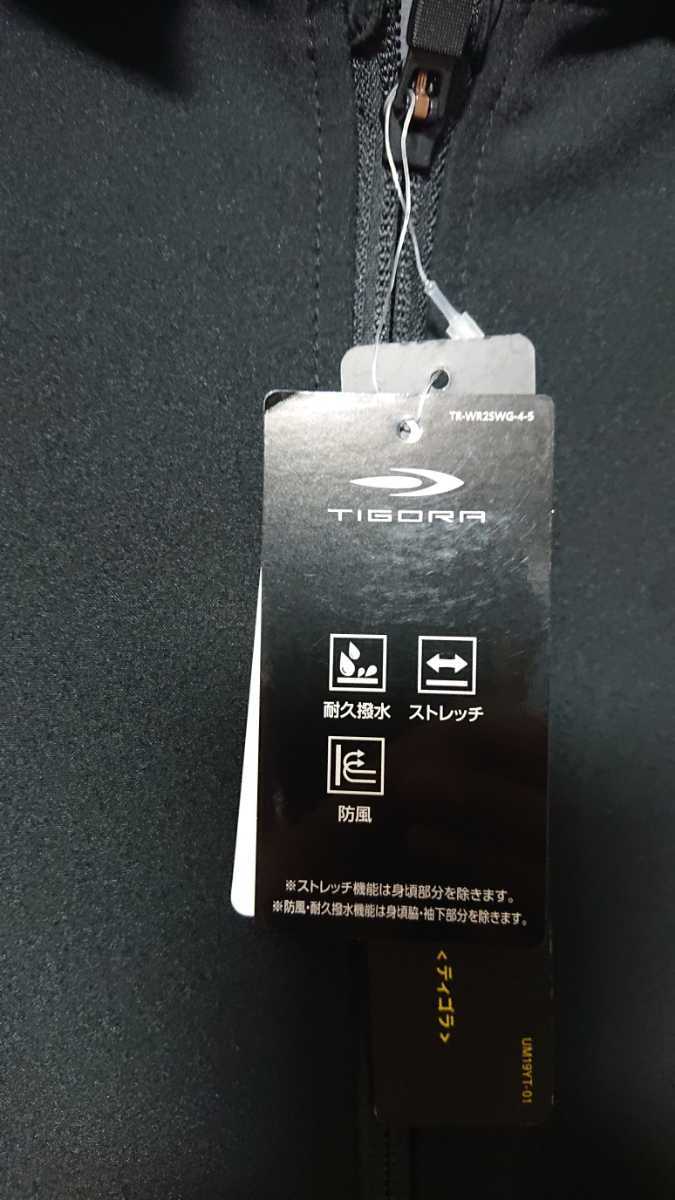 TR-WR2SWG-4-5
TIGORA
耐久撥水 ストレッチ
防風
※ストレッチ機能は身頃部分を除きます。
※防風・耐久撥水機能は身頃脇・袖下部分を除きます。
<ティゴラ>
UM19YT-01